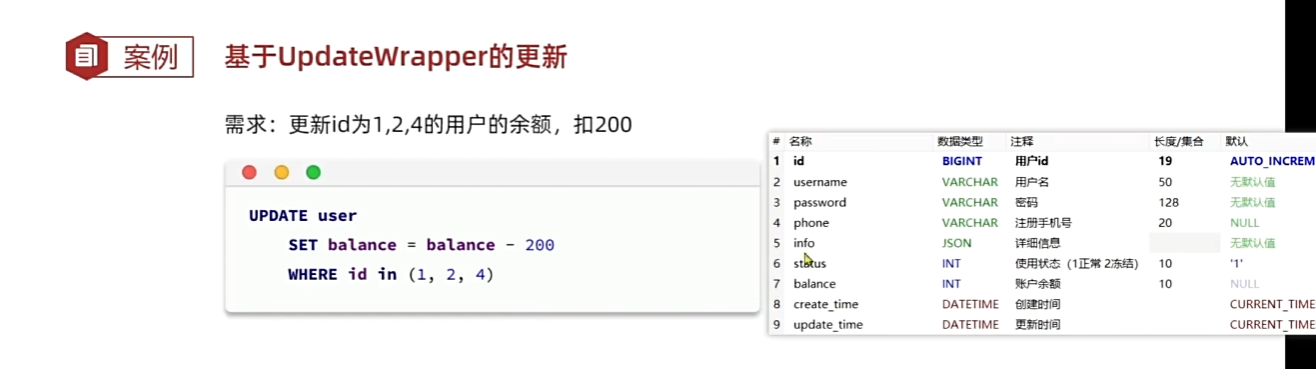 案例
基于UpdateWrapper的更新
需求：更新id为1,2,4的用户的余额，扣200
UPDATE user
SET balance = balance - 200
WHERE id in (1, 2, 4)
# 名称 数据类型 注释 长度/集合 默认
1 id BIGINT 用户id 19 AUTO_INCREM
2 username VARCHAR 用户名 50 无默认值
3 password VARCHAR 密码 128 无默认值
4 phone VARCHAR 注册手机号 20 NULL
5 info JSON 详细信息 无默认值
6 status INT 使用状态（1正常 2冻结） 10 '1'
7 balance INT 账户余额 10 NULL
8 create_time DATETIME 创建时间 CURRENT_TIME
9 update_time DATETIME 更新时间 CURRENT_TIME